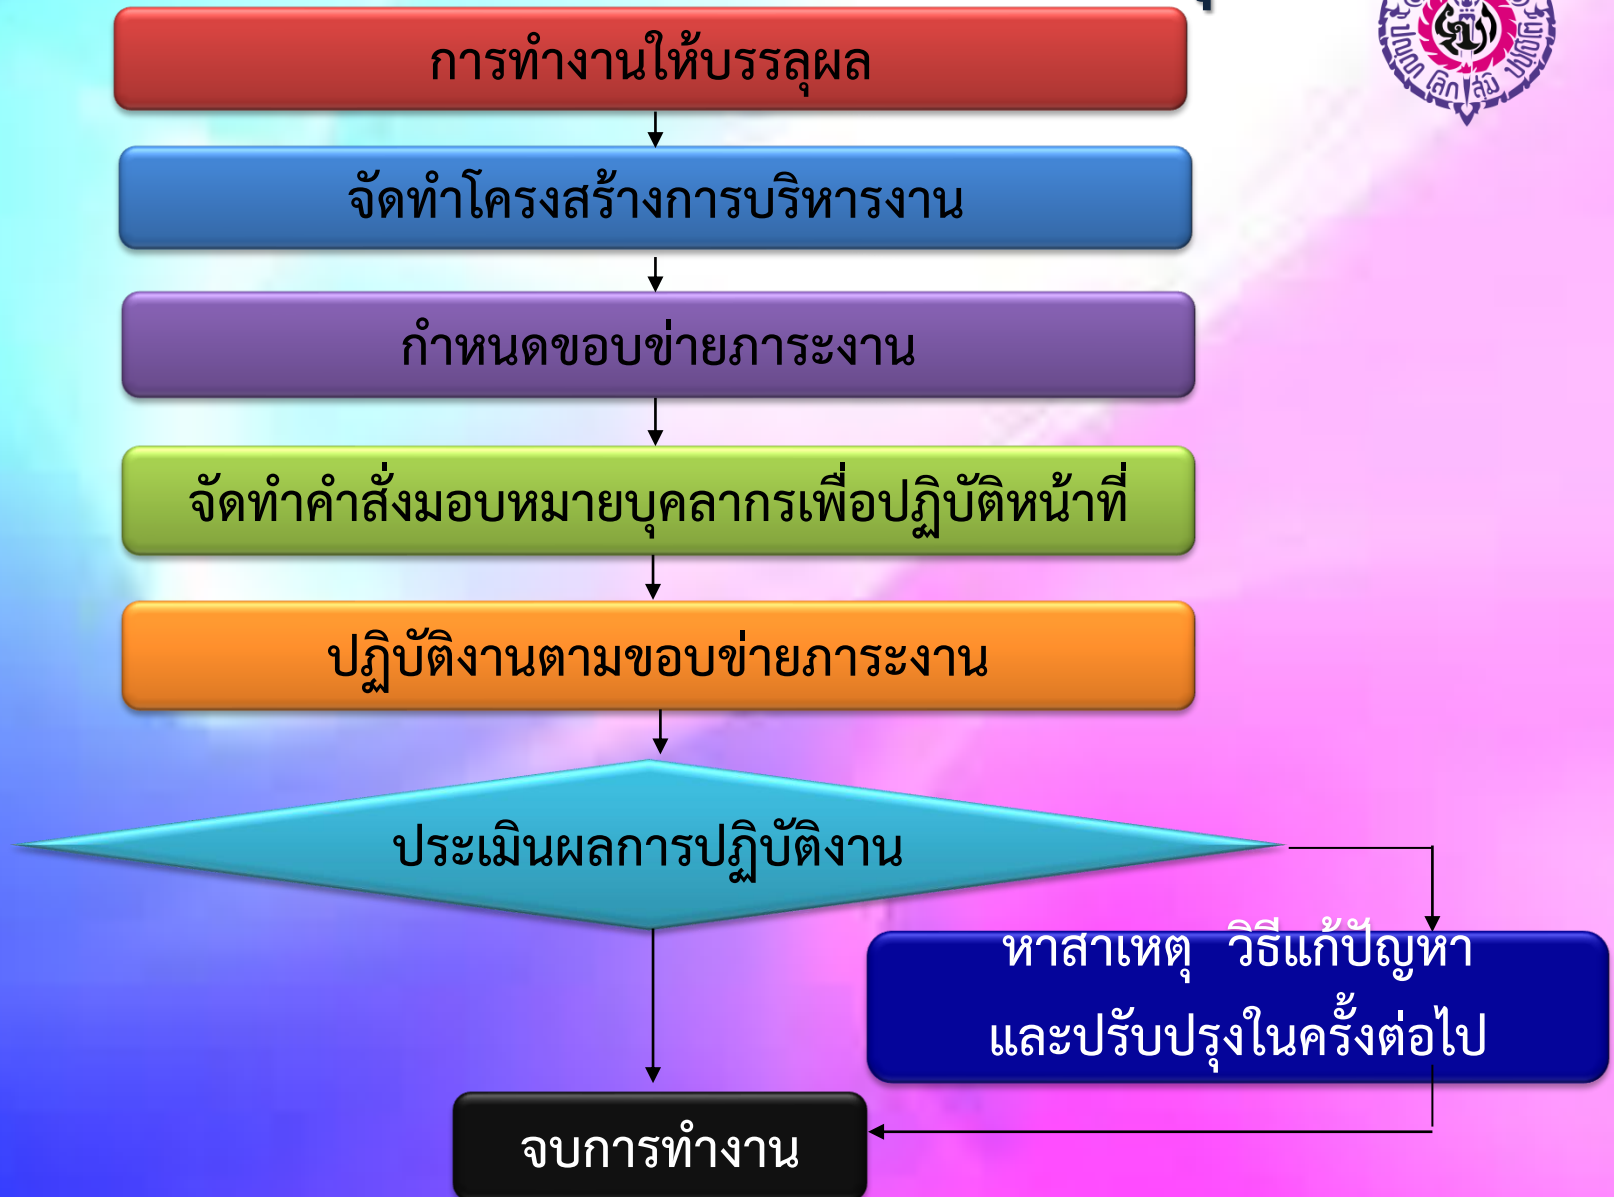 การทำงานให้บรรลุผล
จัดทำโครงสร้างการบริหารงาน
กำหนดขอบข่ายภาระงาน
จัดทำคำสั่งมอบหมายบุคลากรเพื่อปฏิบัติหน้าที่
ปฏิบัติงานตามขอบข่ายภาระงาน
ประเมินผลการปฏิบัติงาน
หาสาเหตุ วิธีแก้ปัญหา
และปรับปรุงในครั้งต่อไป
จบการทำงาน